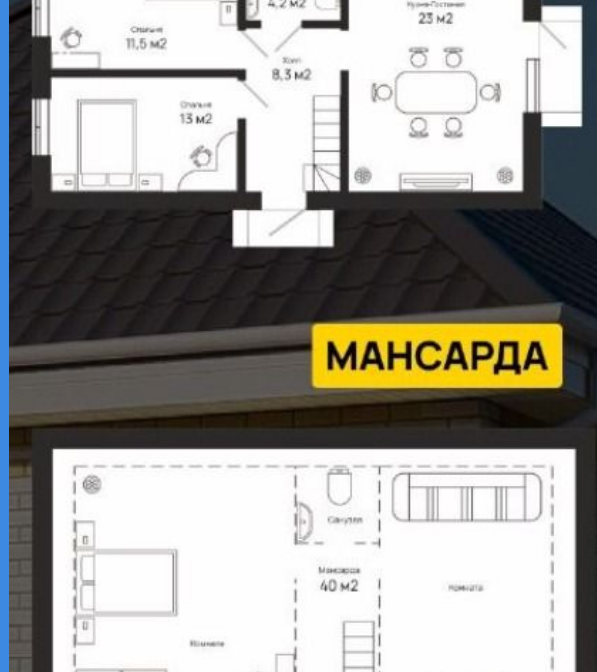 4,2 м2
Кухня-Гостиная
23 м2
Спальня
11,5 м2
Холл
8,3 м2
Спальня
13 м2
МАНСАРДА
Санузел
Мансарда
40 м2
Комната
Комната